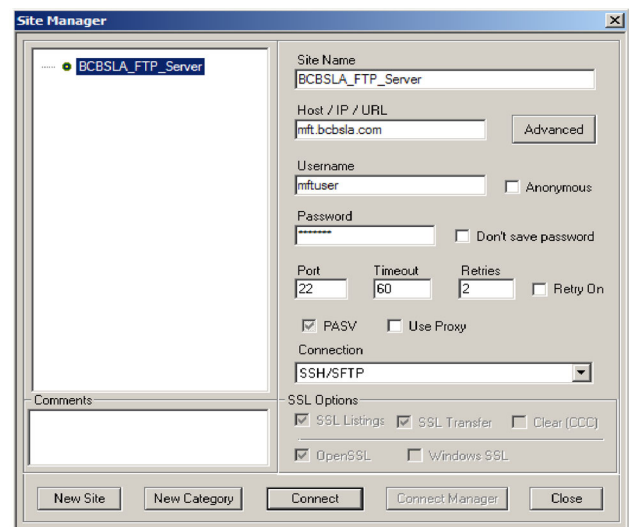 Site Manager
BCBSLA_FTP_Server
Site Name
BCBSLA_FTP_Server
Host / IP / URL
mft.bcbsla.com
Advanced
Username
mftuser
Anonymous
Password
*******
Don't save password
Port Timeout Retries
22 60 2 Retry On
PASV Use Proxy
Connection
SSH/SFTP
Comments
SSL Options
SSL Listings SSL Transfer Clear (CCC)
OpenSSL Windows SSL
New Site New Category Connect Connect Manager Close